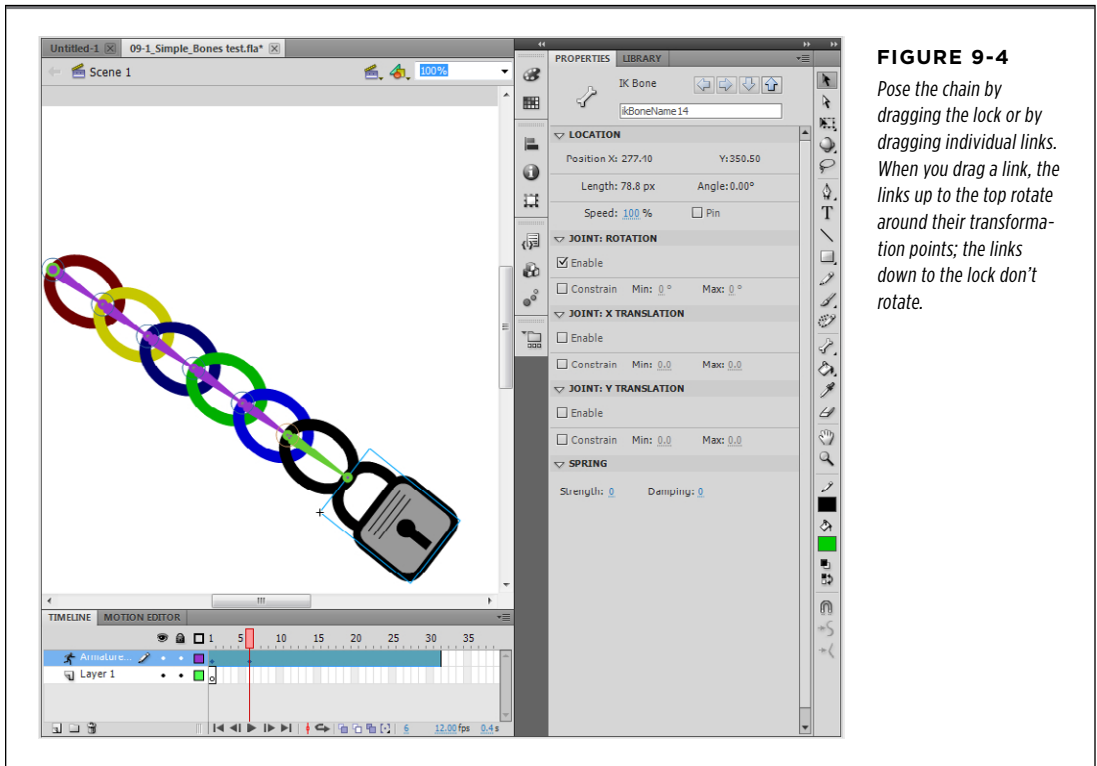 Untitled-1
09-1_Simple_Bones test.fla*
Scene 1
100%
TIMELINE
MOTION EDITOR
1 5 10 15 20 25 30 35
Armature...
Layer 1
6
12.00 fps
0.4 s
PROPERTIES
LIBRARY
IK Bone
ikBoneName14
LOCATION
Position X: 277.40 Y: 350.50
Length: 78.8 px Angle: 0.00°
Speed: 100 % Pin
JOINT: ROTATION
Enable
Constrain Min: 0 ° Max: 0 °
JOINT: X TRANSLATION
Enable
Constrain Min: 0.0 Max: 0.0
JOINT: Y TRANSLATION
Enable
Constrain Min: 0.0 Max: 0.0
SPRING
Strength: 0 Damping: 0
T
FIGURE 9-4
Pose the chain by
dragging the lock or by
dragging individual links.
When you drag a link, the
links up to the top rotate
around their transforma-
tion points; the links
down to the lock don't
rotate.